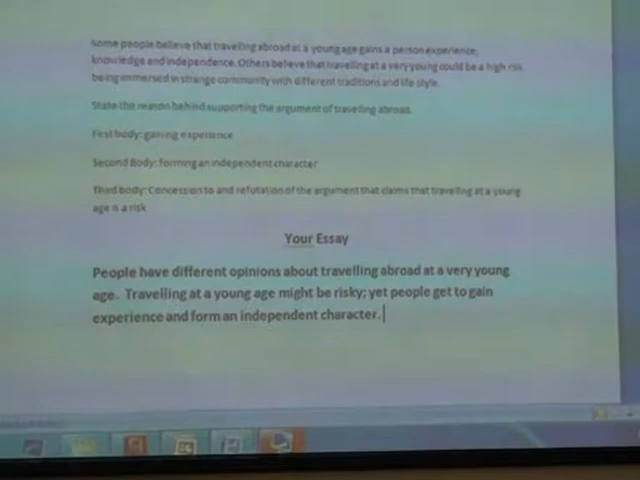 Some people believe that travelling abroad at a young age gains a person experience,
knowledge and independence. Others believe that travelling at a very young could be a high risk
being immersed in strange community with different traditions and life style.
State the reason behind supporting the argument of travelling abroad.
First body: gaining experience
Second Body: forming an independent character
Third body: Concession to and refutation of the argument that claims that travelling at a young
age is a risk
Your Essay
People have different opinions about travelling abroad at a very young
age. Travelling at a young age might be risky; yet people get to gain
experience and form an independent character.